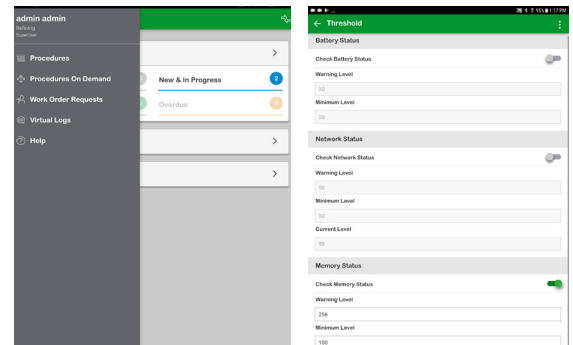 admin admin
Refining
Supervisor
Procedures
Procedures On Demand
Work Order Requests
Virtual Logs
Help
New & In Progress
2
Overdue
95% 1:17 PM
Threshold
Battery Status
Check Battery Status
Warning Level
30
Minimum Level
20
Network Status
Check Network Status
Warning Level
50
Minimum Level
30
Current Level
Memory Status
Check Memory Status
Warning Level
256
Minimum Level
100